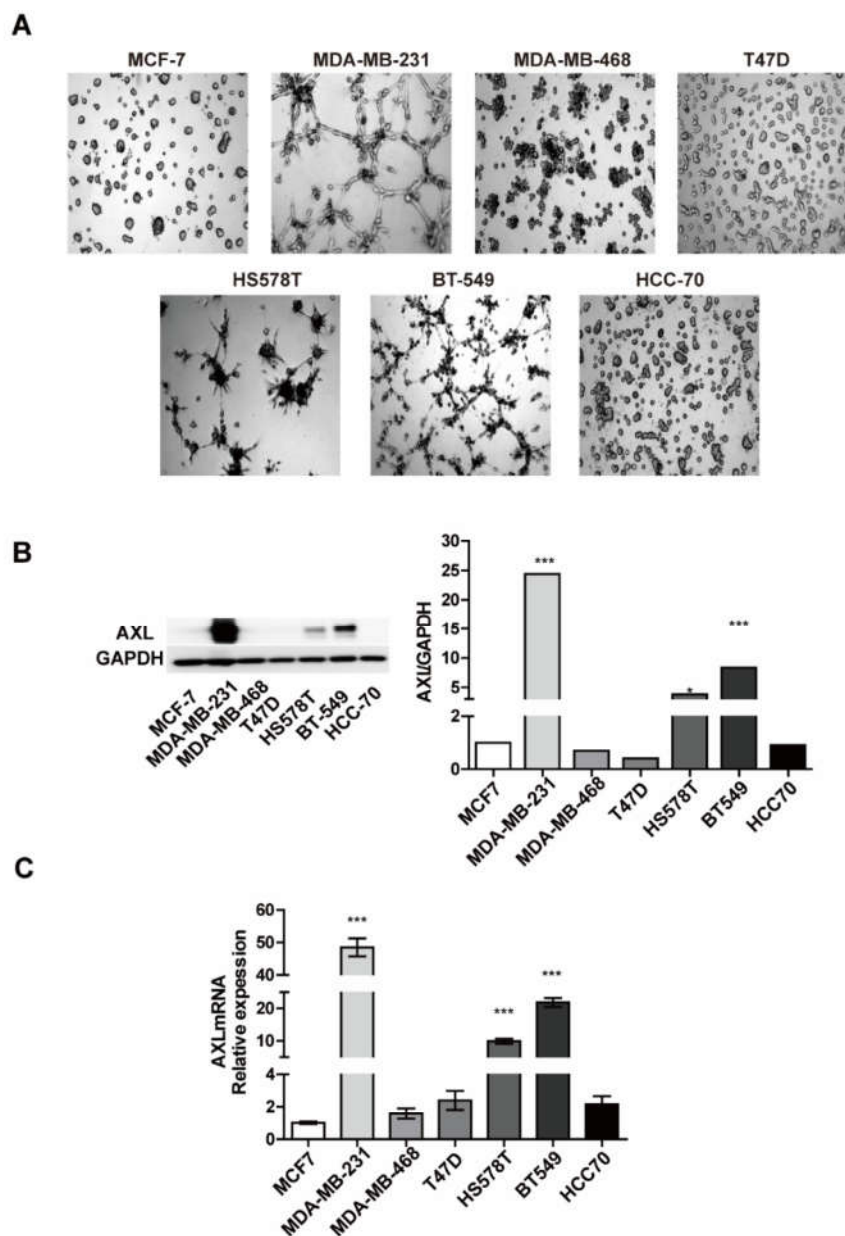 A
MCF-7 MDA-MB-231 MDA-MB-468 T47D
HS578T BT-549 HCC-70
B
AXL
GAPDH
MCF-7 MDA-MB-231 MDA-MB-468 T47D HS578T BT-549 HCC-70
AXL/GAPDH
30
25
20
15
10
5
2
1
0
***
*
***
MCF7 MDA-MB-231 MDA-MB-468 T47D HS578T BT549 HCC70
C
AXLmRNA
Relative expession
60
50
40
20
10
4
2
0
***
***
***
MCF7 MDA-MB-231 MDA-MB-468 T47D HS578T BT549 HCC70